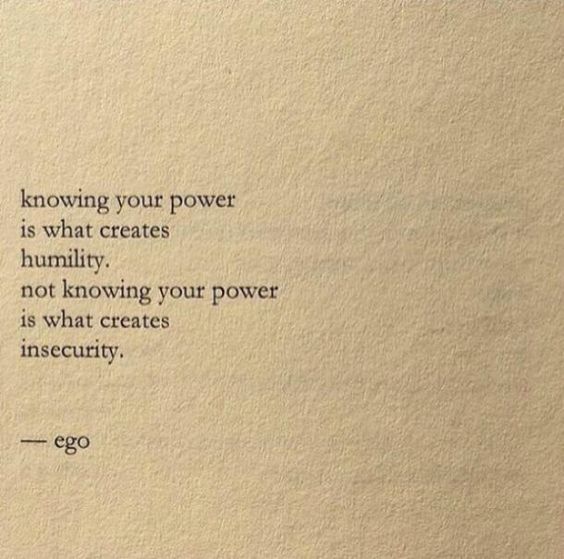 knowing your power
is what creates
humility.
not knowing your power
is what creates
insecurity.
— ego